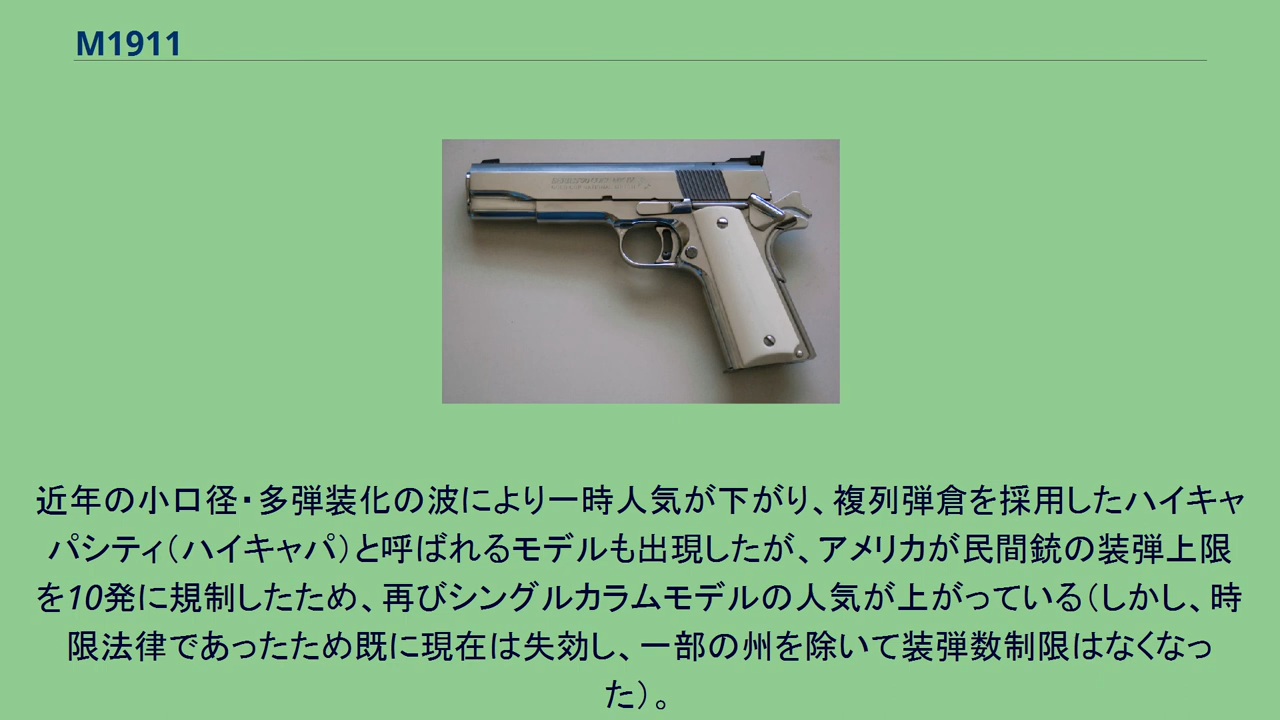 M1911
近年の小口径・多弾装化の波により一時人気が下がり、複列弾倉を採用したハイキャ
パシティ（ハイキャパ）と呼ばれるモデルも出現したが、アメリカが民間銃の装弾上限
を10発に規制したため、再びシングルカラムモデルの人気が上がっている（しかし、時
限法律であったため既に現在は失効し、一部の州を除いて装弾数制限はなくなっ
た）。